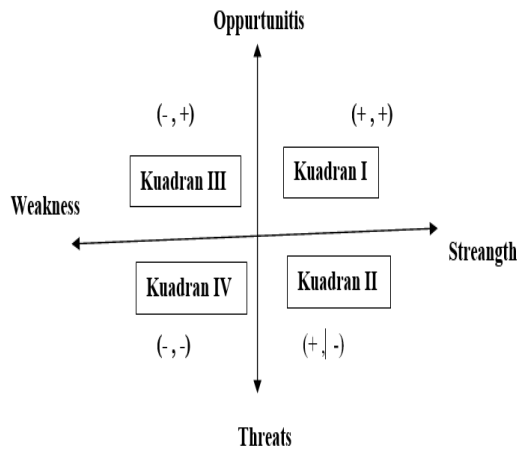 Oppurtunitis
(- , +)
(+ , +)
Kuadran III
Kuadran I
Weakness
Streangth
Kuadran IV
Kuadran II
(- , -)
(+ , -)
Threats